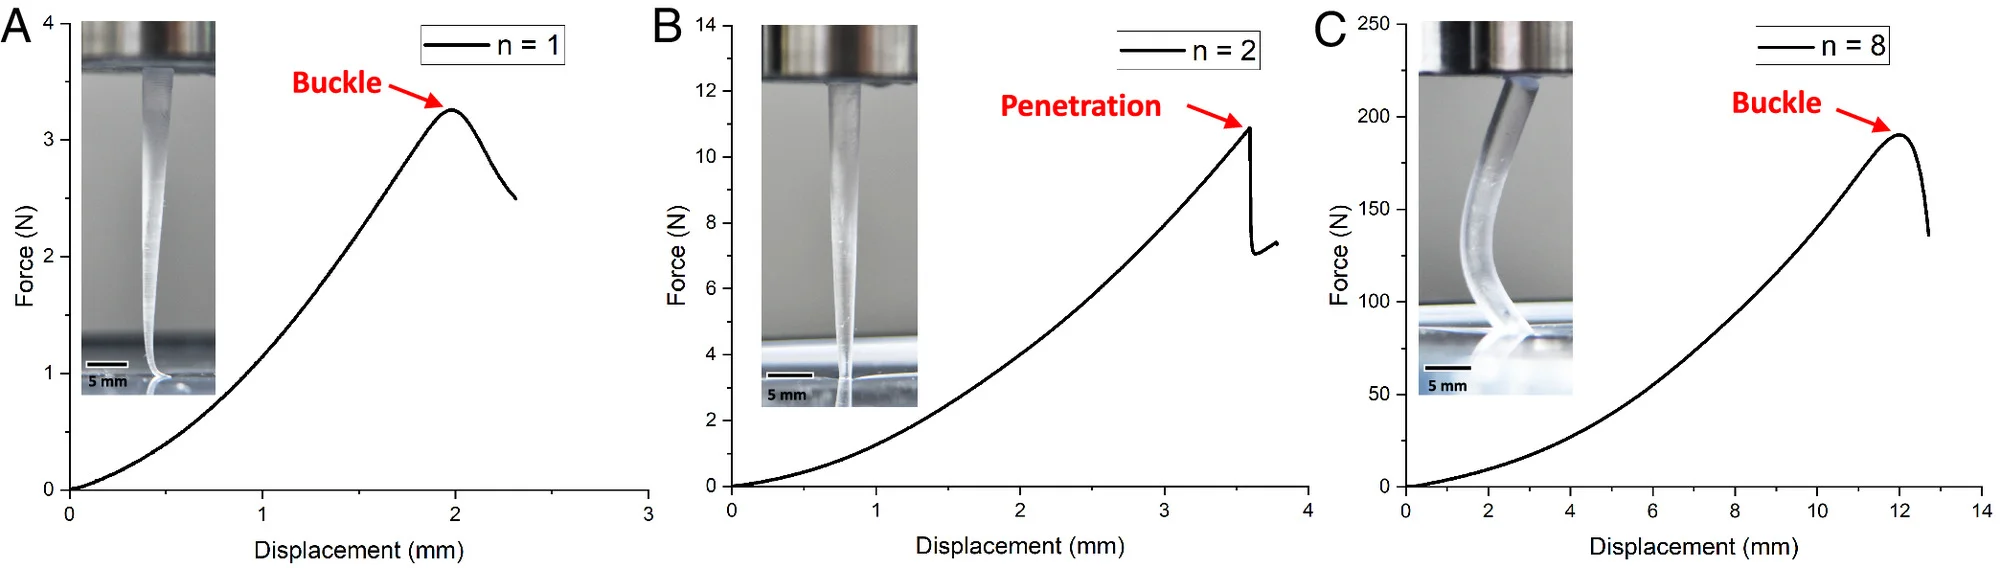 A
n = 1
Buckle
4
3
2
1
0
Force (N)
5 mm
0
1
2
3
Displacement (mm)
B
n = 2
Penetration
14
12
10
8
6
4
2
0
Force (N)
5 mm
0
1
2
3
4
Displacement (mm)
C
n = 8
Buckle
250
200
150
100
50
0
Force (N)
5 mm
0
2
4
6
8
10
12
14
Displacement (mm)